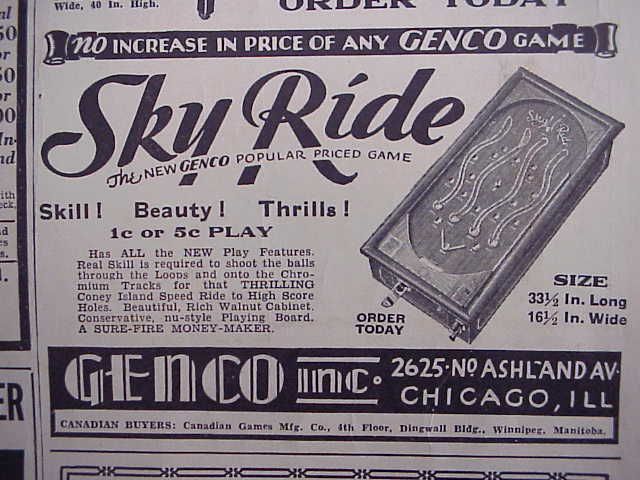 Wide, 40 In. High.
ORDER TODAY
no INCREASE IN PRICE OF ANY GENCO GAME
Sky Ride
The NEW GENCO POPULAR PRICED GAME
Sky Ride
Skill! Beauty! Thrills!
1c or 5c PLAY
Has ALL the NEW Play Features.
Real Skill is required to shoot the balls
through the Loops and onto the Chro-
mium Tracks for that THRILLING
Coney Island Speed Ride to High Score
Holes. Beautiful, Rich Walnut Cabinet.
Conservative, nu-style Playing Board.
A SURE-FIRE MONEY-MAKER.
ORDER
TODAY
SIZE
33½ In. Long
16½ In. Wide
GENCO inc.
2625·No ASHLAND AV.
CHICAGO, ILL
CANADIAN BUYERS: Canadian Games Mfg. Co., 4th Floor, Dingwall Bldg., Winnipeg, Manitoba.
ER